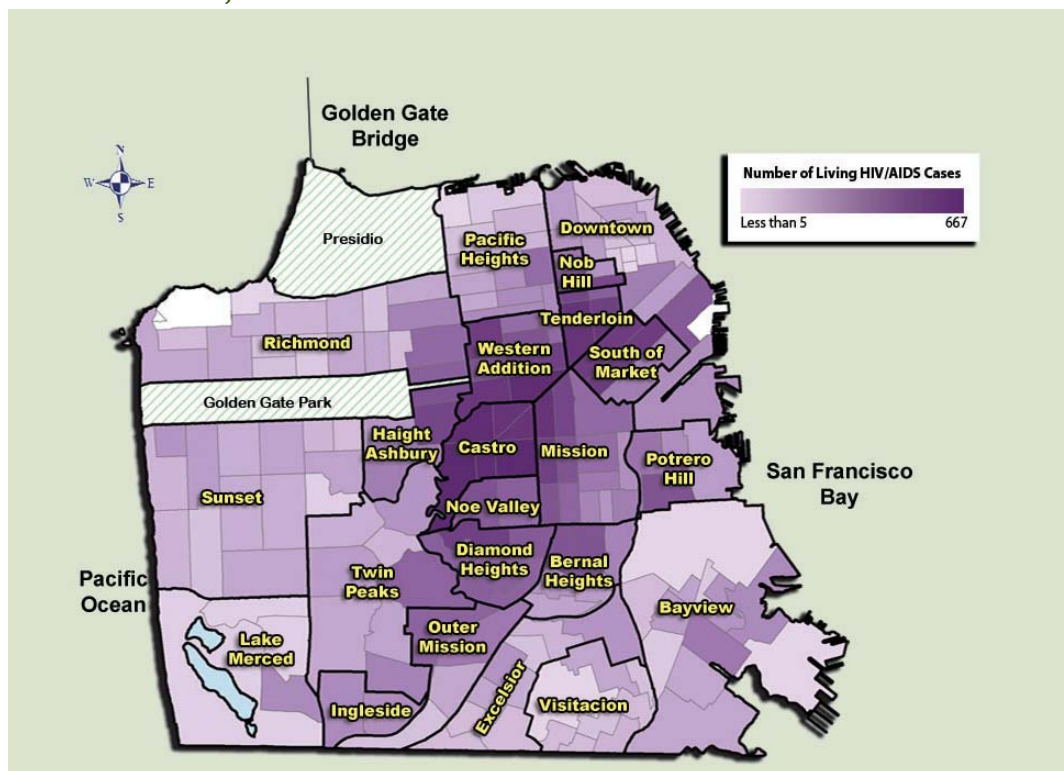 Golden Gate
Bridge
N
W E
S
Number of Living HIV/AIDS Cases
Less than 5 667
Presidio
Pacific
Heights
Downtown
Nob
Hill
Tenderloin
Richmond
Western
Addition
South of
Market
Golden Gate Park
Haight
Ashbury
Castro
Mission
Potrero
Hill
San Francisco
Bay
Sunset
Noe Valley
Diamond
Heights
Bernal
Heights
Twin
Peaks
Pacific
Ocean
Bayview
Outer
Mission
Lake
Merced
Excelsior
Ingleside
Visitacion